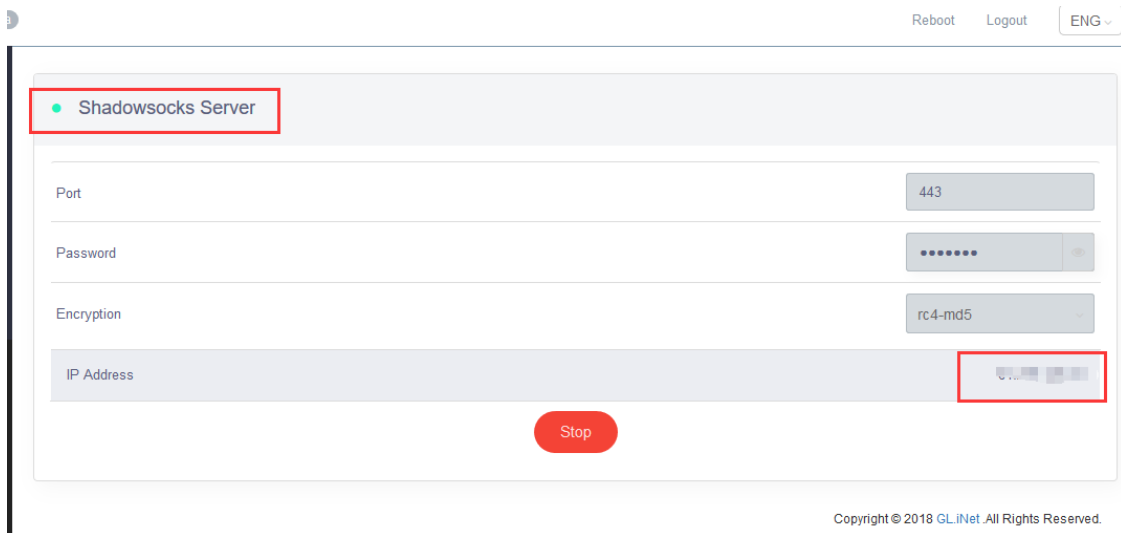 Reboot Logout ENG
Shadowsocks Server
Port 443
Password •••••••
Encryption rc4-md5
IP Address
Stop
Copyright © 2018 GL.iNet .All Rights Reserved.